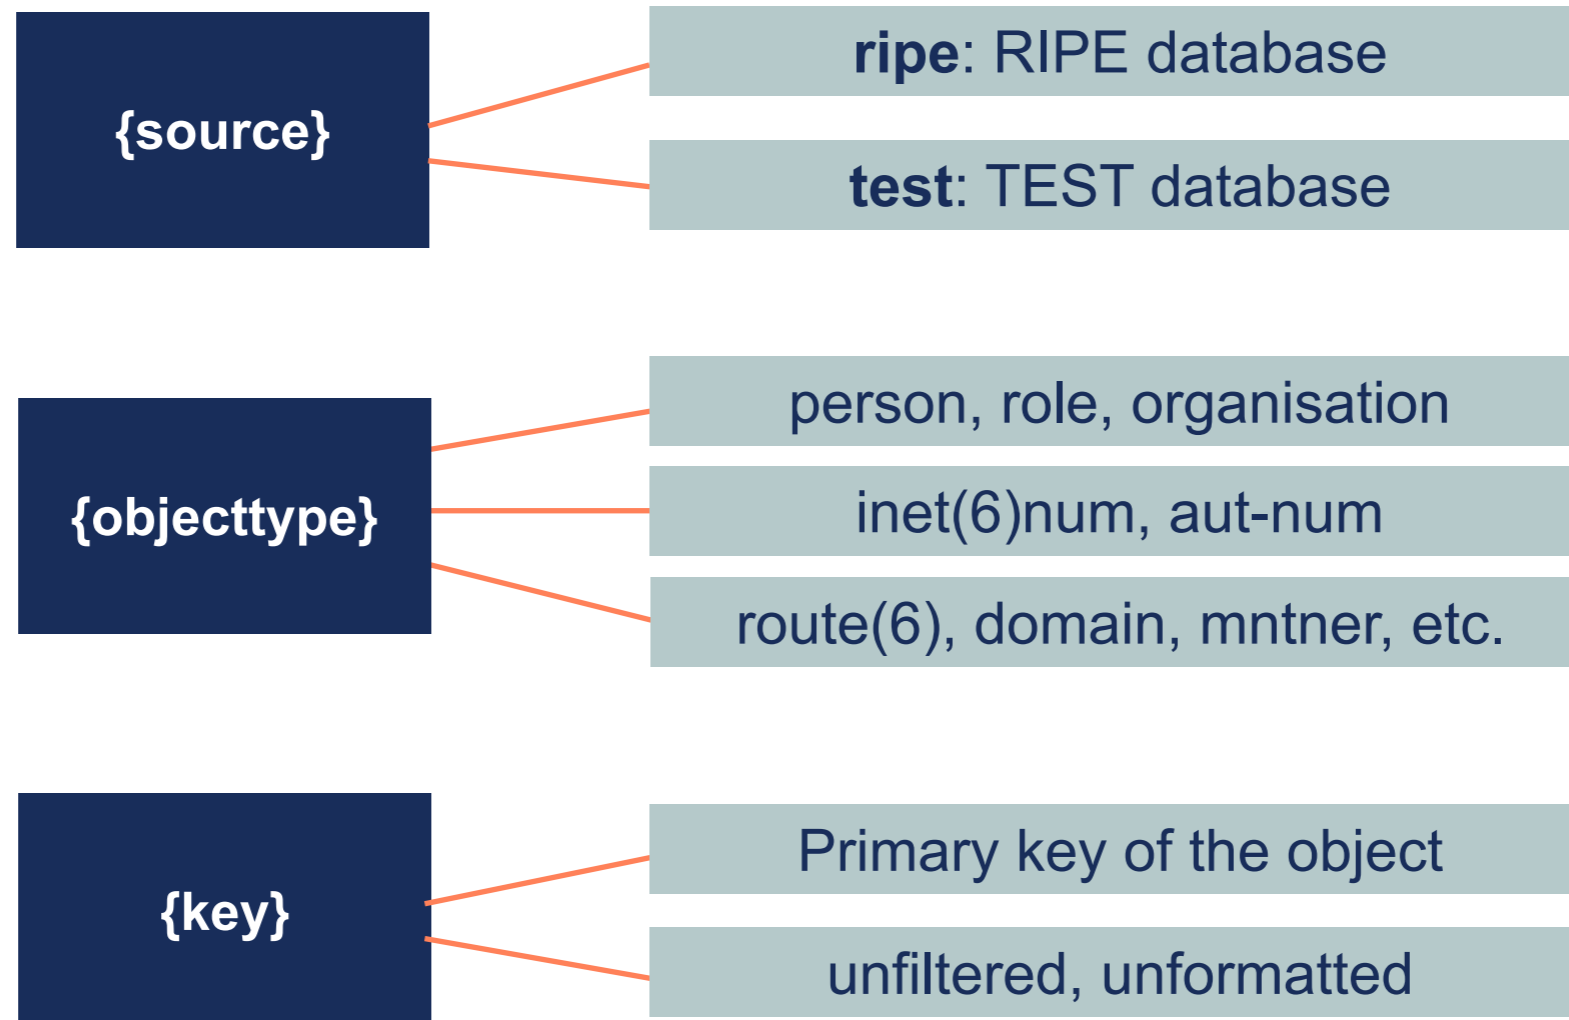 {source}
ripe: RIPE database
test: TEST database
{objecttype}
person, role, organisation
inet(6)num, aut-num
route(6), domain, mntner, etc.
{key}
Primary key of the object
unfiltered, unformatted